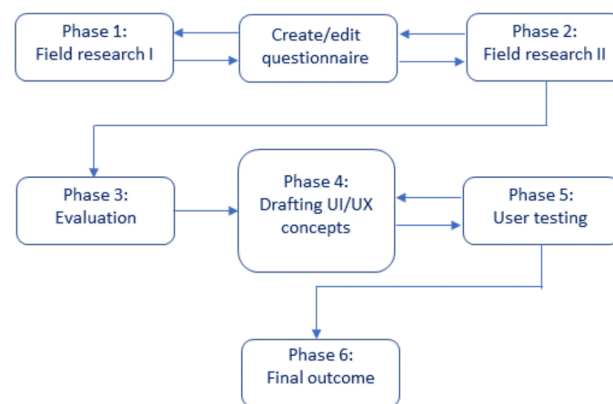 Phase 1:
Field research I
Create/edit
questionnaire
Phase 2:
Field research II
Phase 3:
Evaluation
Phase 4:
Drafting UI/UX
concepts
Phase 5:
User testing
Phase 6:
Final outcome